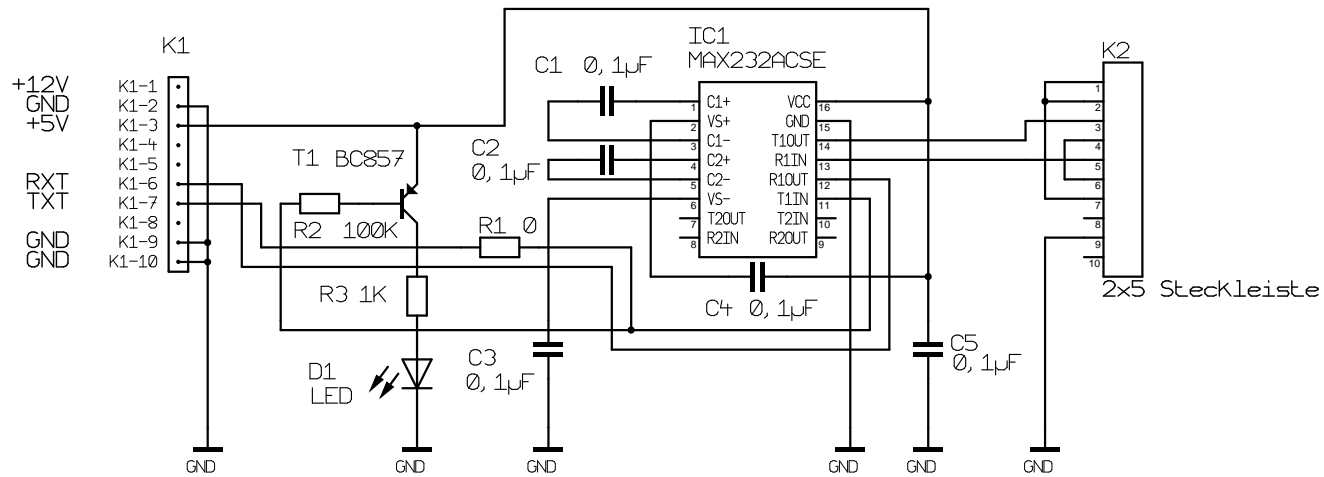 K1
+12V
GND
+5V
RXT
TXT
GND
GND
K1-1
K1-2
K1-3
K1-4
K1-5
K1-6
K1-7
K1-8
K1-9
K1-10
T1 BC857
R2 100K
R1 0
R3 1K
D1
LED
C1 0,1µF
C2
0,1µF
C3
0,1µF
C4 0,1µF
C5
0,1µF
IC1
MAX232ACSE
1 C1+
2 VS+
3 C1-
4 C2+
5 C2-
6 VS-
7 T2OUT
8 R2IN
VCC 16
GND 15
T1OUT 14
R1IN 13
R1OUT 12
T1IN 11
T2IN 10
R2OUT 9
K2
1
2
3
4
5
6
7
8
9
10
2x5 Steckleiste
GND
GND
GND
GND
GND
GND